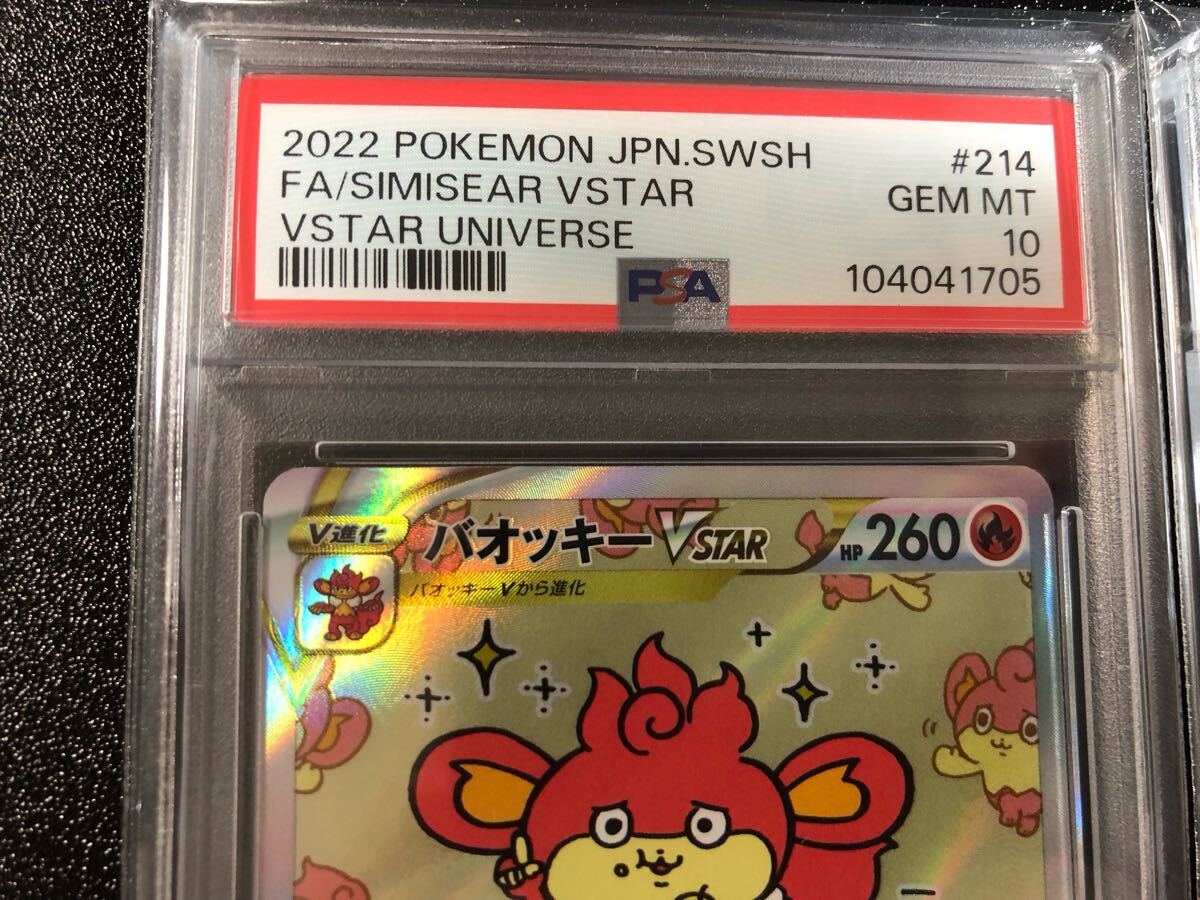 2022 POKEMON JPN.SWSH #214
FA/SIMISEAR VSTAR GEM MT
VSTAR UNIVERSE 10
PSA 104041705
V進化 バオッキーVSTAR HP 260
バオッキーVから進化